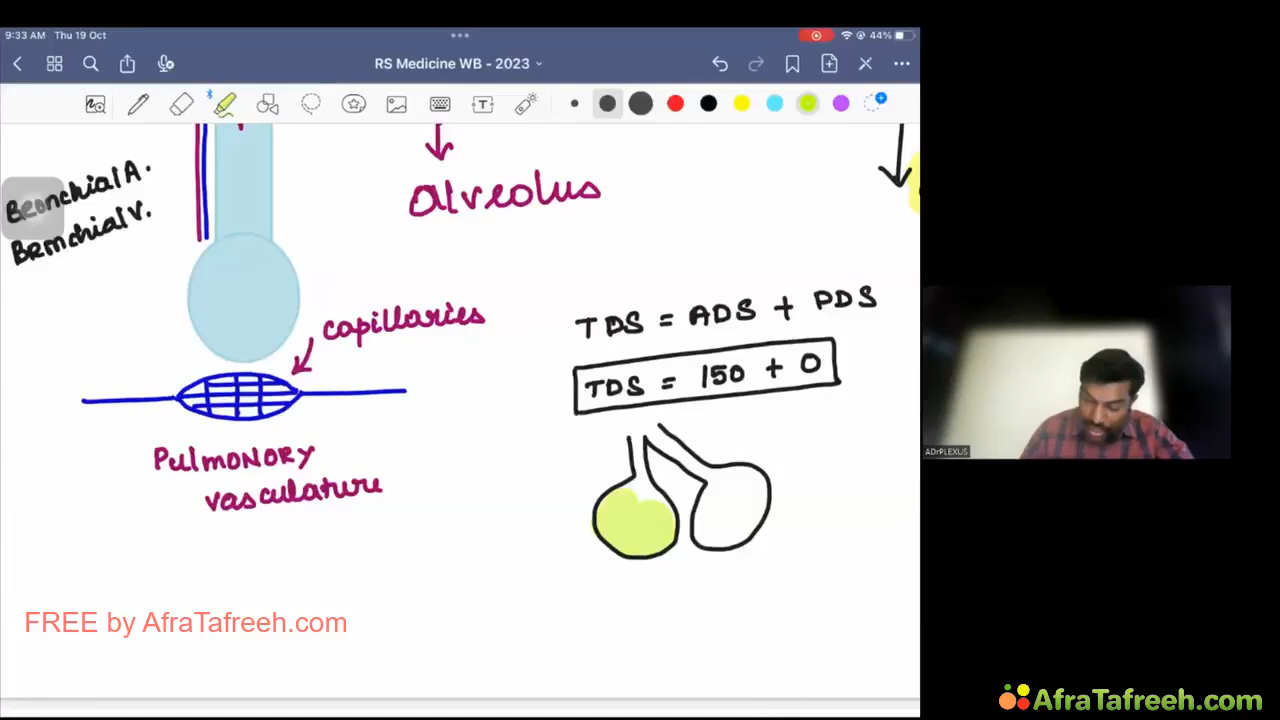 9:33 AM Thu 19 Oct
44%
RS Medicine WB - 2023
T
Bronchial A.
Bronchial V.
alveolus
capillaries
TDS = ADS + PDS
TDS = 150 + 0
PulmONORY
vasculature
ADrPLEXUS
FREE by AfraTafreeh.com
AfraTafreeh.com